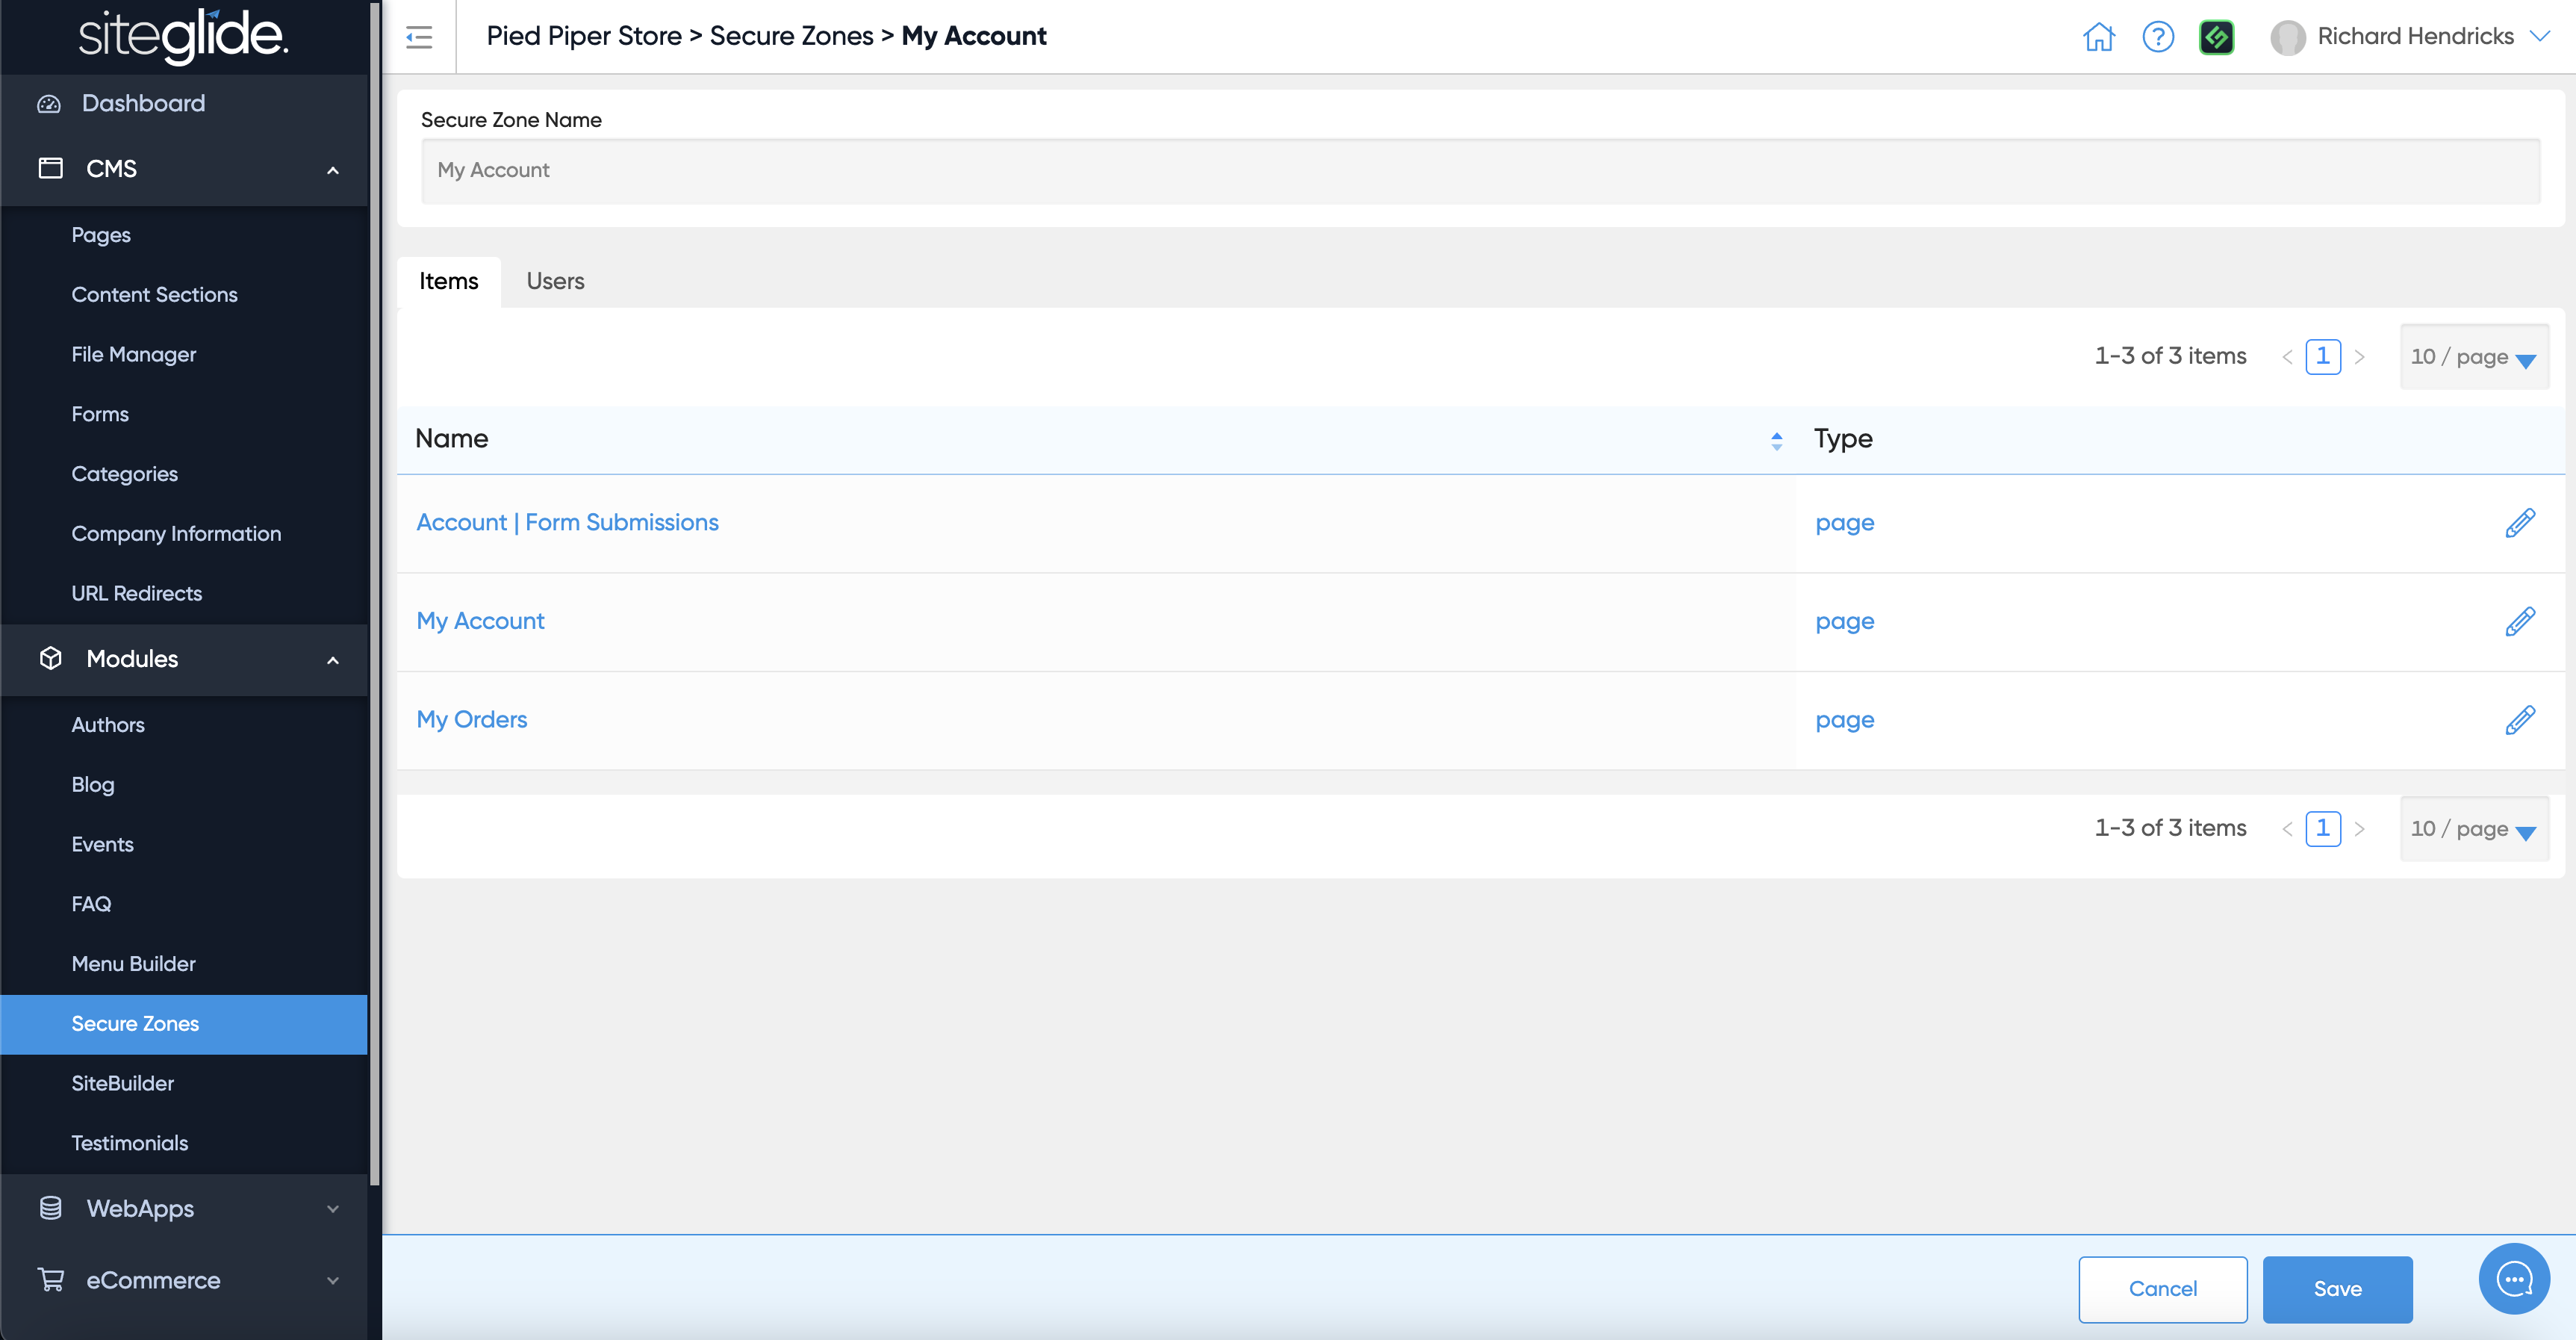 siteglide.
Pied Piper Store > Secure Zones > My Account
Richard Hendricks
Dashboard
CMS
Pages
Content Sections
File Manager
Forms
Categories
Company Information
URL Redirects
Modules
Authors
Blog
Events
FAQ
Menu Builder
Secure Zones
SiteBuilder
Testimonials
WebApps
eCommerce
Secure Zone Name
My Account
Items Users
1-3 of 3 items < 1 > 10 / page
Name Type
Account | Form Submissions page
My Account page
My Orders page
1-3 of 3 items < 1 > 10 / page
Cancel Save